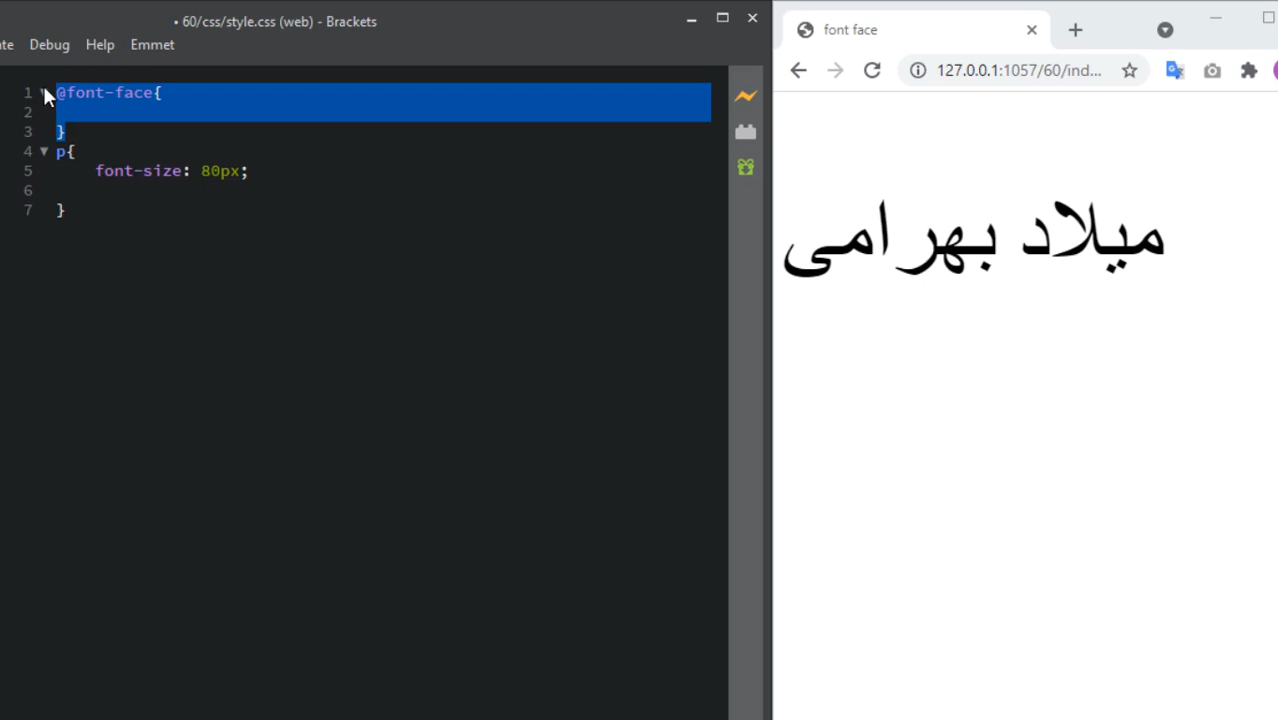 • 60/css/style.css (web) - Brackets
Debug Help Emmet
1 @font-face{
2
3 }
4 p{
5 font-size: 80px;
6
7 }
font face
127.0.0.1:1057/60/ind...
میلاد بهرامی